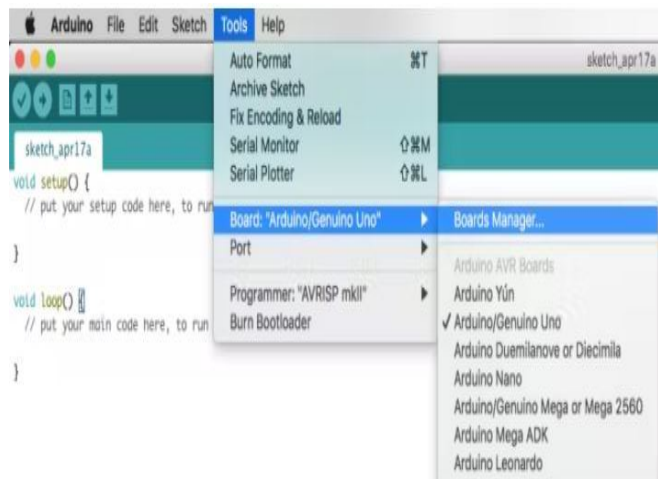 Arduino File Edit Sketch Tools Help
sketch_apr17a
sketch_apr17a
void setup() {
// put your setup code here, to run
}
void loop() {
// put your main code here, to run
}
Auto Format ⌘T
Archive Sketch
Fix Encoding & Reload
Serial Monitor ⇧⌘M
Serial Plotter ⇧⌘L
Board: "Arduino/Genuino Uno"
Port
Programmer: "AVRISP mkII"
Burn Bootloader
Boards Manager...
Arduino AVR Boards
Arduino Yún
✓ Arduino/Genuino Uno
Arduino Duemilanove or Diecimila
Arduino Nano
Arduino/Genuino Mega or Mega 2560
Arduino Mega ADK
Arduino Leonardo